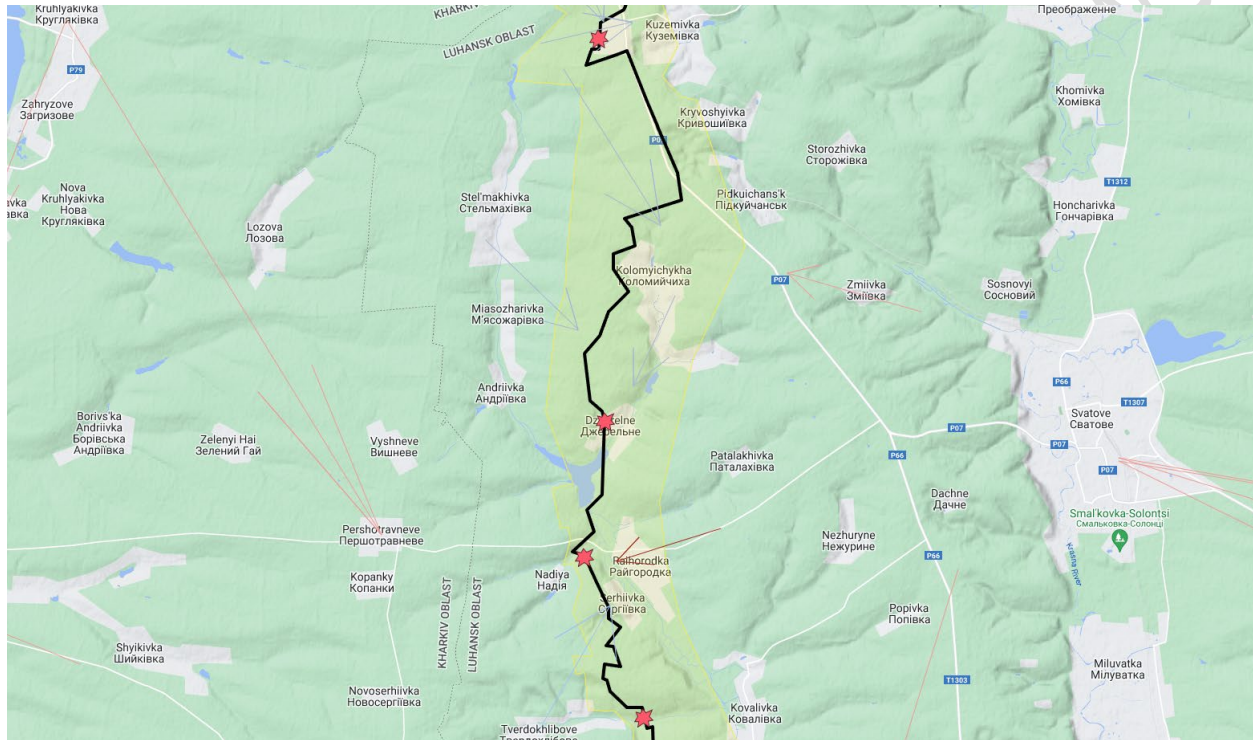 Kruhlyakivka
Кругляківка
KHARKIV OBLAST
LUHANSK OBLAST
Kuzemivka
Куземівка
Преображенне
P79
Zahryzove
Загризове
Khomivka
Хомівка
Kryvoshyivka
Кривошиївка
Storozhivka
Сторожівка
T1312
Nova
Kruhlyakivka
Нова
Кругляківка
Stel'makhivka
Стельмахівка
Pidkuichans'k
Підкуйчанськ
Honcharivka
Гончарівка
Lozova
Лозова
Kolomyichykha
Коломийчиха
P07
Zmiivka
Зміївка
Sosnovyi
Сосновий
Miasozharivka
М'ясожарівка
Andriivka
Андріївка
P66
T1307
Borivs'ka
Andriivka
Борівська
Андріївка
Zelenyi Hai
Зелений Гай
Vyshneve
Вишневе
Джерельне
Svatove
Сватове
P07
P07
P66
P07
Patalakhivka
Паталахівка
Dachne
Дачне
Smal'kovka-Solontsi
Смальковка-Солонці
Pershotravneve
Першотравневе
Nezhuryne
Нежурине
Raihorodka
Райгородка
P66
Krasna River
Kopanky
Копанки
Nadiya
Надія
Serhiivka
Сергіївка
KHARKIV OBLAST
LUHANSK OBLAST
Popivka
Попівка
Shyikivka
Шийківка
Miluvatka
Мілуватка
T1303
Novoserhiivka
Новосергіївка
Kovalivka
Ковалівка
Tverdokhlibove